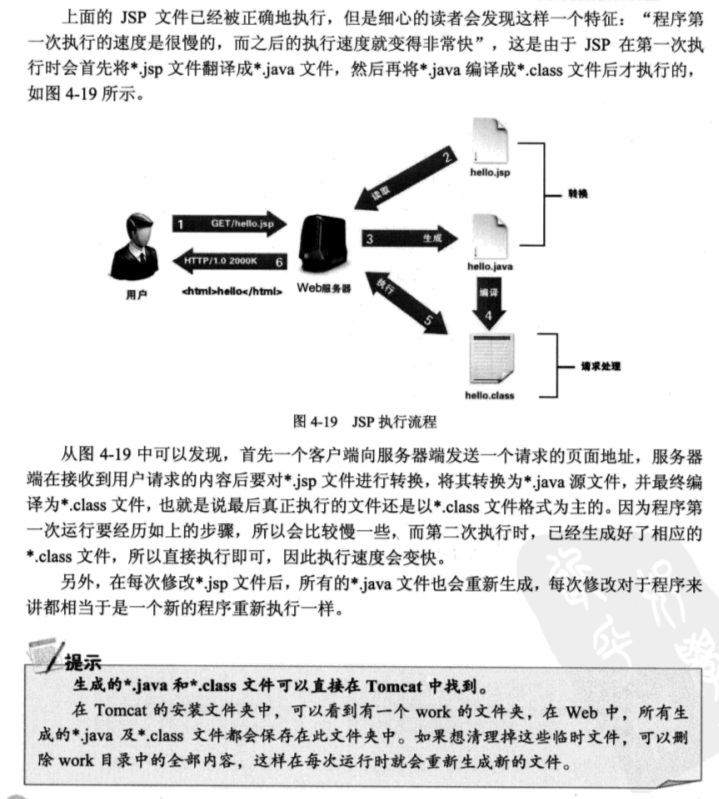 上面的 JSP 文件已经被正确地执行，但是细心的读者会发现这样一个特征：“程序第
一次执行的速度是很慢的，而之后的执行速度就变得非常快”，这是由于 JSP 在第一次执
行时会首先将*.jsp 文件翻译成*.java 文件，然后再将*.java 编译成*.class 文件后才执行的，
如图 4-19 所示。
2
读取
hello.jsp
转换
1 GET/hello.jsp
3 生成
HTTP/1.0 2000K 6
hello.java
用户
<html>hello</html>
Web服务器
执行
5
编译
4
请求处理
hello.class
图 4-19 JSP 执行流程
从图 4-19 中可以发现，首先一个客户端向服务器端发送一个请求的页面地址，服务器
端在接收到用户请求的内容后要对*.jsp 文件进行转换，将其转换为*.java 源文件，并最终编
译为*.class 文件，也就是说最后真正执行的文件还是以*.class 文件格式为主的。因为程序第
一次运行要经历如上的步骤，所以会比较慢一些，而第二次执行时，已经生成好了相应的
*.class 文件，所以直接执行即可，因此执行速度会变快。
另外，在每次修改*.jsp 文件后，所有的*.java 文件也会重新生成，每次修改对于程序来
讲都相当于是一个新的程序重新执行一样。
提示
生成的*.java 和*.class 文件可以直接在 Tomcat 中找到。
在 Tomcat 的安装文件夹中，可以看到有一个 work 的文件夹，在 Web 中，所有生
成的*.java 及*.class 文件都会保存在此文件夹中。如果想清理掉这些临时文件，可以删
除 work 目录中的全部内容，这样在每次运行时就会重新生成新的文件。